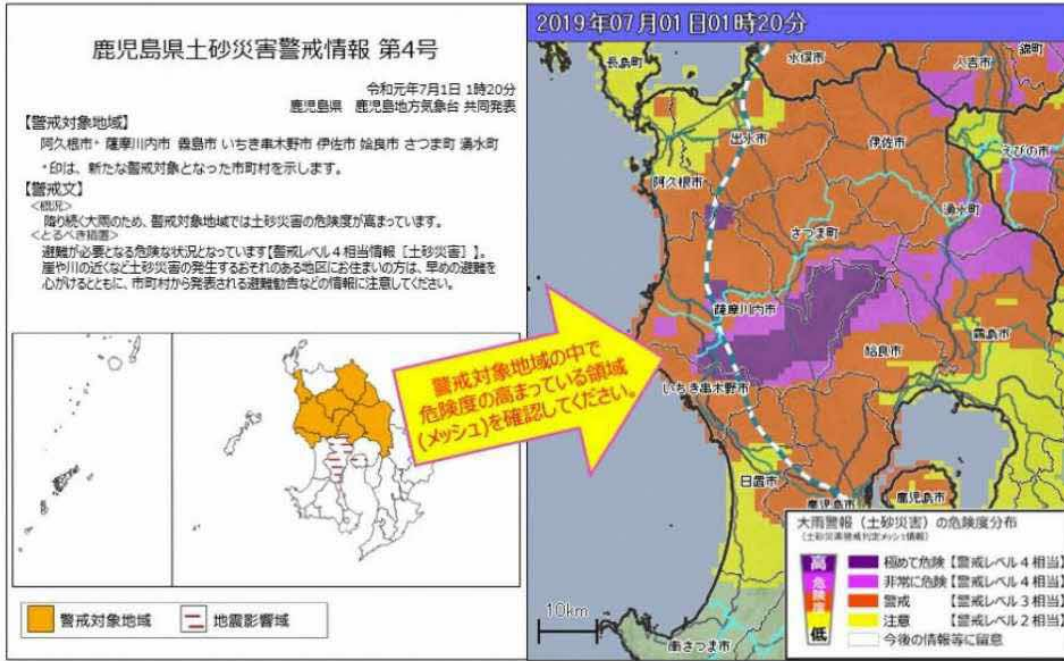 鹿児島県土砂災害警戒情報 第4号
令和元年7月1日 1時20分
鹿児島県 鹿児島地方気象台 共同発表
【警戒対象地域】
阿久根市* 薩摩川内市 霧島市 いちき串木野市 伊佐市 姶良市 さつま町 湧水町
*印は、新たな警戒対象となった市町村を示します。
【警戒文】
<概況>
降り続く大雨のため、警戒対象地域では土砂災害の危険度が高まっています。
<とるべき措置>
避難が必要となる危険な状況となっています【警戒レベル4相当情報［土砂災害］】。
崖や川の近くなど土砂災害の発生するおそれのある地区にお住まいの方は、早めの避難を
心がけるとともに、市町村から発表される避難勧告などの情報に注意してください。
警戒対象地域
地震影響域
警戒対象地域の中で
危険度の高まっている領域
(メッシュ)を確認してください。
2019年07月01日01時20分
長島町
水俣市
人吉市
錦町
出水市
伊佐市
えびの市
阿久根市
湧水町
さつま町
薩摩川内市
霧島市
姶良市
いちき串木野市
日置市
鹿児島市
鹿児島市
南さつま市
10km
大雨警報（土砂災害）の危険度分布
（土砂災害警戒判定メッシュ情報）
高
危険度
低
極めて危険【警戒レベル4相当】
非常に危険【警戒レベル4相当】
警戒【警戒レベル3相当】
注意【警戒レベル2相当】
今後の情報等に留意